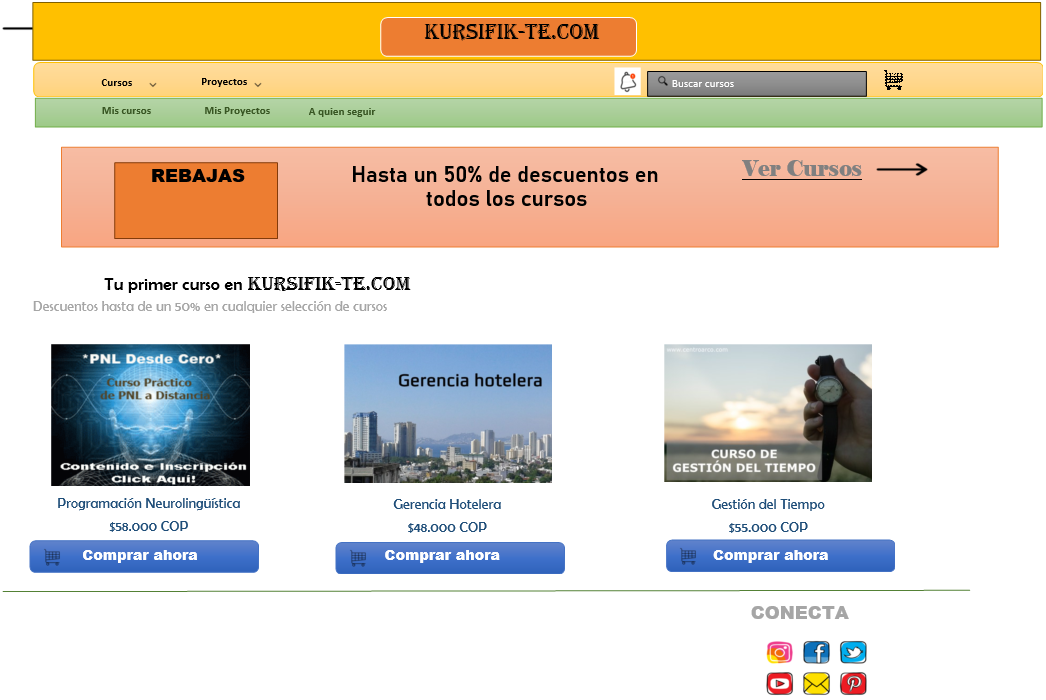 KURSIFIK-TE.COM
Cursos
Proyectos
Buscar cursos
Mis cursos
Mis Proyectos
A quien seguir
REBAJAS
Hasta un 50% de descuentos en
todos los cursos
Ver Cursos
Tu primer curso en KURSIFIK-TE.COM
Descuentos hasta de un 50% en cualquier selección de cursos
*PNL Desde Cero*
Curso Práctico
de PNL a Distancia
Contenido e Inscripción
Click Aqui!
Gerencia hotelera
CURSO DE
GESTIÓN DEL TIEMPO
Programación Neurolingüística
$58.000 COP
Comprar ahora
Gerencia Hotelera
$48.000 COP
Comprar ahora
Gestión del Tiempo
$55.000 COP
Comprar ahora
CONECTA